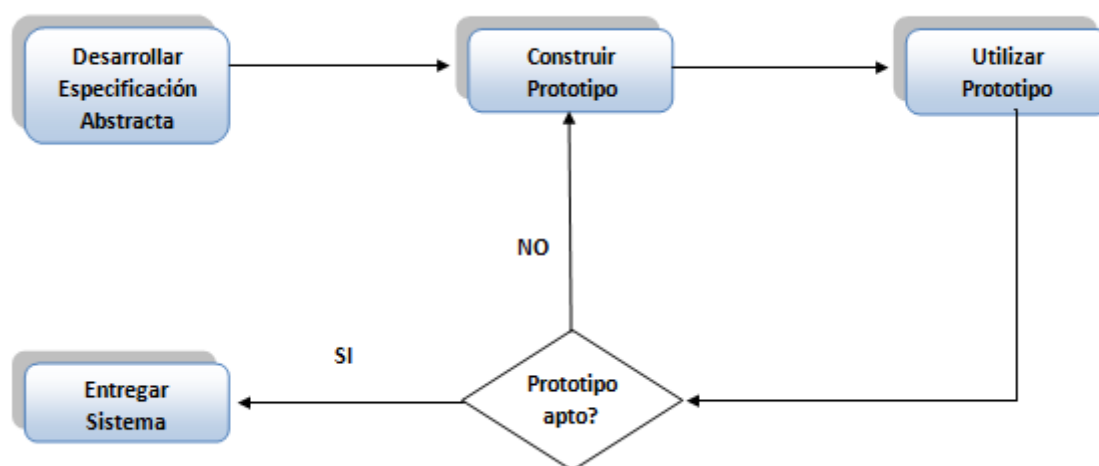 Desarrollar
Especificación
Abstracta
Construir
Prototipo
Utilizar
Prototipo
NO
SI
Prototipo
apto?
Entregar
Sistema